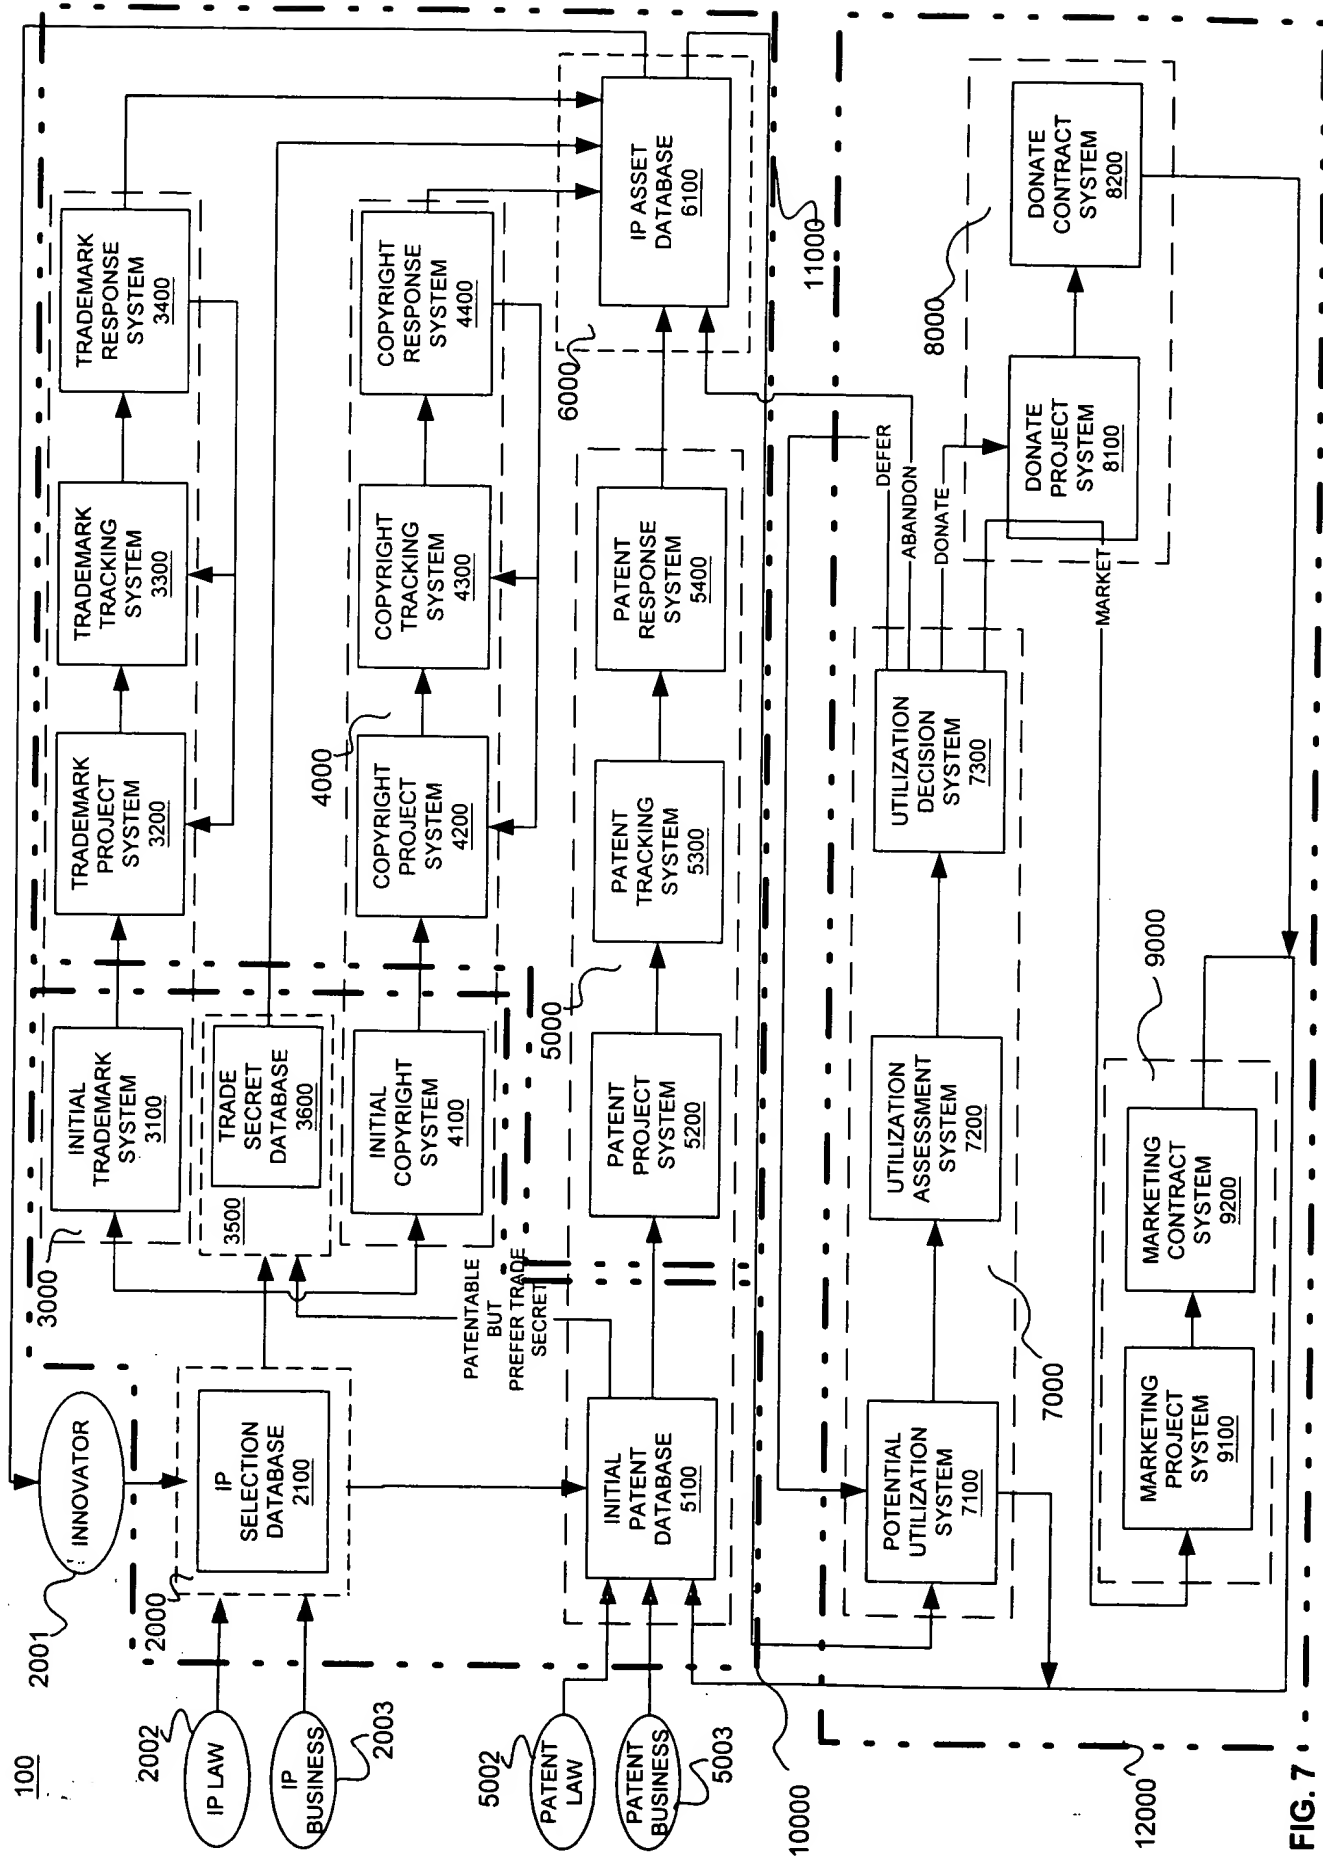 100
2001
INNOVATOR
2002
IP LAW
IP
BUSINESS
2003
2000
IP
SELECTION
DATABASE
2100
3000
INITIAL
TRADEMARK
SYSTEM
3100
TRADEMARK
PROJECT
SYSTEM
3200
TRADEMARK
TRACKING
SYSTEM
3300
TRADEMARK
RESPONSE
SYSTEM
3400
3500
TRADE
SECRET
DATABASE
3600
INITIAL
COPYRIGHT
SYSTEM
4100
4000
COPYRIGHT
PROJECT
SYSTEM
4200
COPYRIGHT
TRACKING
SYSTEM
4300
COPYRIGHT
RESPONSE
SYSTEM
4400
PATENTABLE
BUT
PREFER TRADE
SECRET
5002
PATENT
LAW
PATENT
BUSINESS
5003
INITIAL
PATENT
DATABASE
5100
5000
PATENT
PROJECT
SYSTEM
5200
PATENT
TRACKING
SYSTEM
5300
PATENT
RESPONSE
SYSTEM
5400
6000
IP ASSET
DATABASE
6100
10000
11000
POTENTIAL
UTILIZATION
SYSTEM
7100
UTILIZATION
ASSESSMENT
SYSTEM
7200
UTILIZATION
DECISION
SYSTEM
7300
7000
DEFER
ABANDON
DONATE
MARKET
8000
DONATE
PROJECT
SYSTEM
8100
DONATE
CONTRACT
SYSTEM
8200
9000
MARKETING
PROJECT
SYSTEM
9100
MARKETING
CONTRACT
SYSTEM
9200
12000
FIG. 7